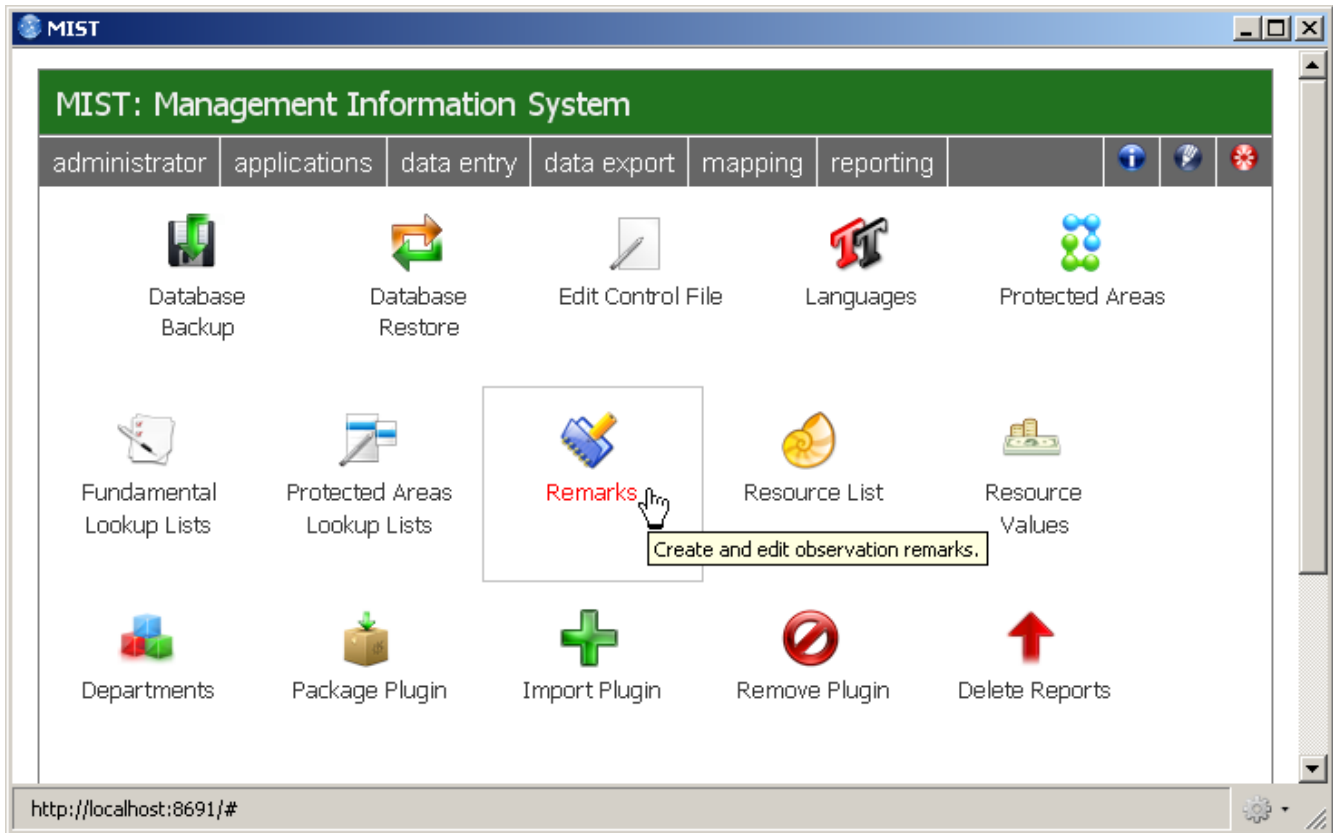 MIST
MIST: Management Information System
administrator applications data entry data export mapping reporting
Database Backup
Database Restore
Edit Control File
Languages
Protected Areas
Fundamental Lookup Lists
Protected Areas Lookup Lists
Remarks
Resource List
Resource Values
Create and edit observation remarks.
Departments
Package Plugin
Import Plugin
Remove Plugin
Delete Reports
http://localhost:8691/#